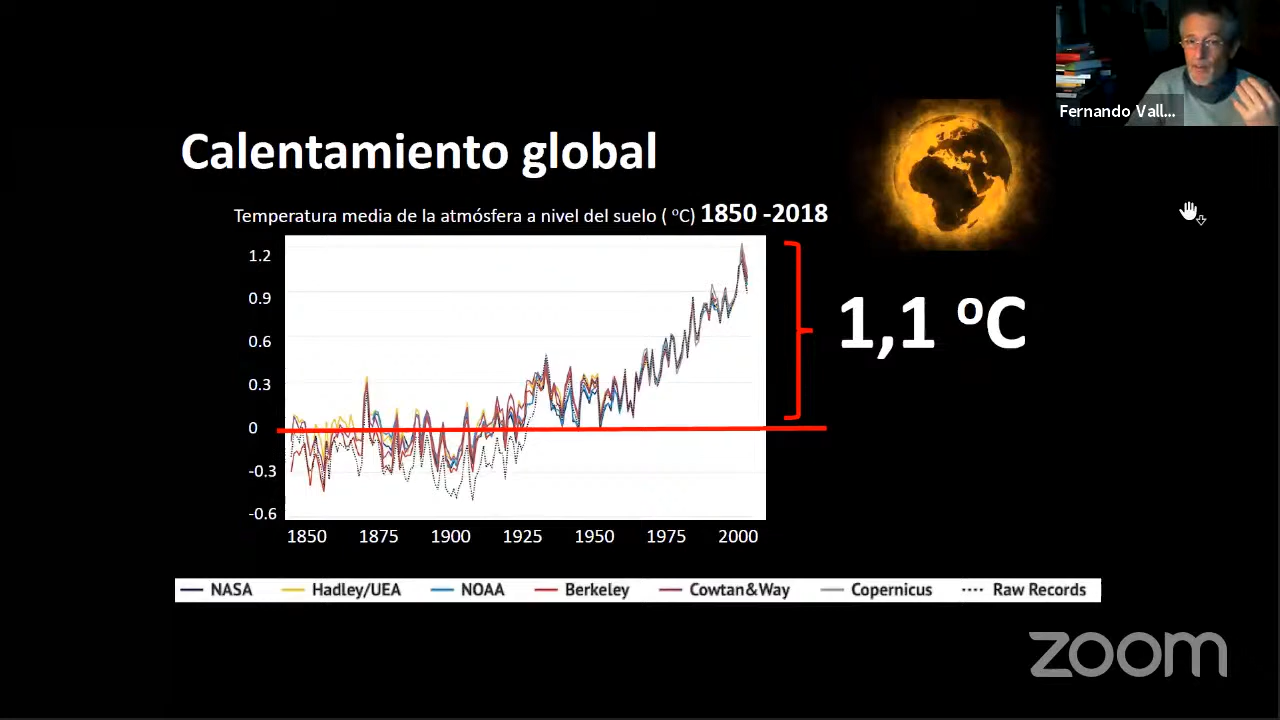 Fernando Vall...
Calentamiento global
Temperatura media de la atmósfera a nivel del suelo ( ºC) 1850 -2018
1.2
0.9
0.6
0.3
0
-0.3
-0.6
1,1 ºC
1850 1875 1900 1925 1950 1975 2000
NASA Hadley/UEA NOAA Berkeley Cowtan&Way Copernicus Raw Records
zoom